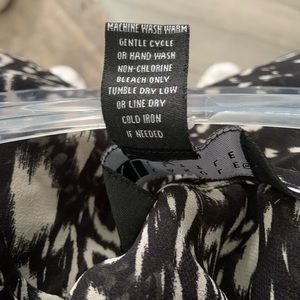 MACHINE WASH WARM
GENTLE CYCLE
OR HAND WASH
NON-CHLORINE
BLEACH ONLY
TUMBLE DRY LOW
OR LINE DRY
COLD IRON
IF NEEDED